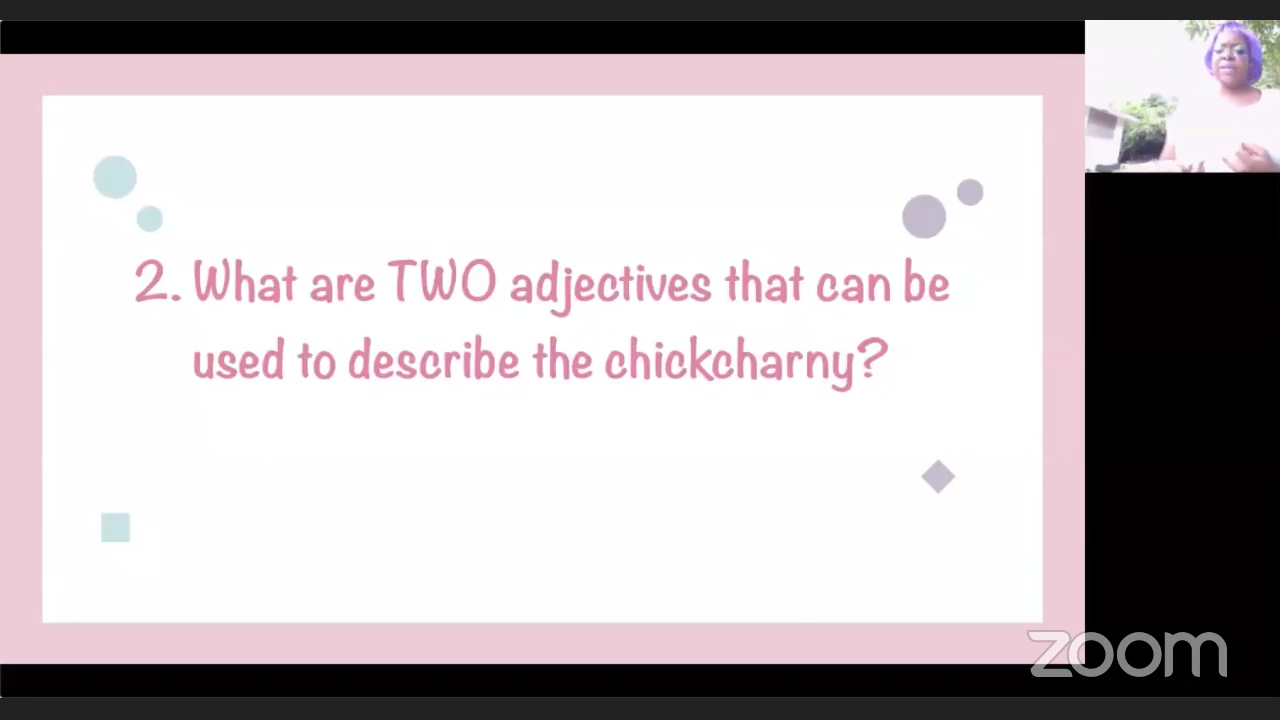 2. What are TWO adjectives that can be
used to describe the chickcharny?
zoom